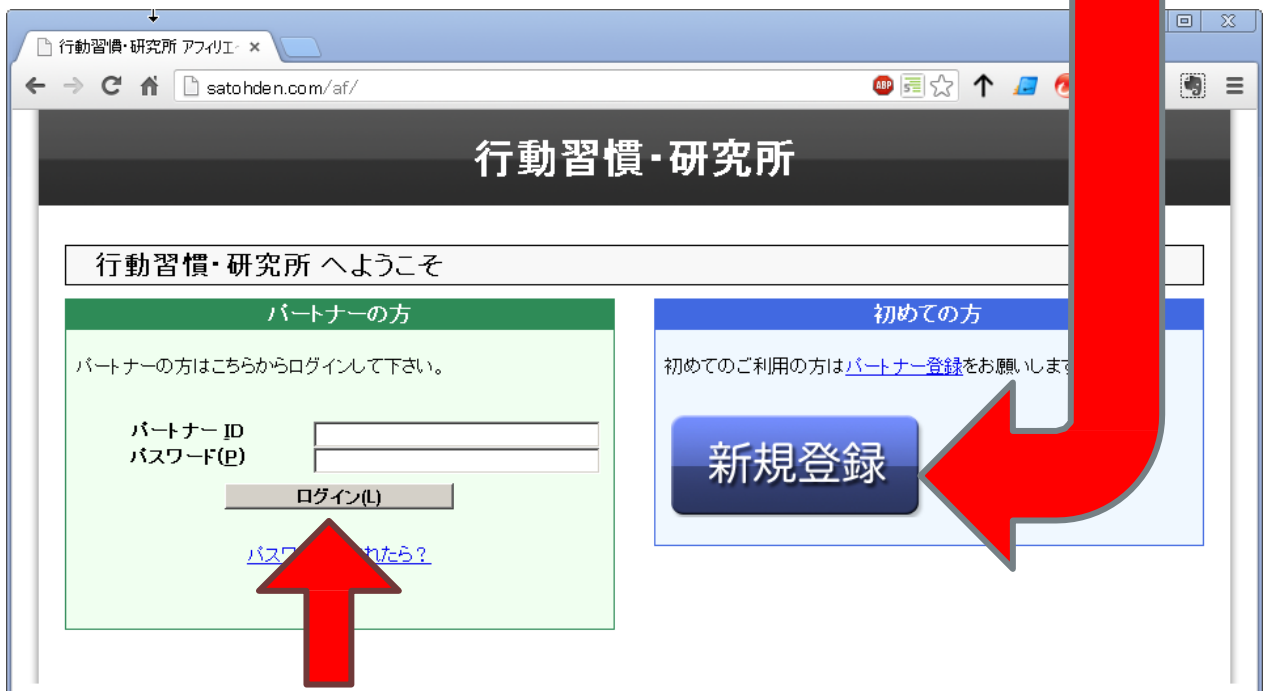 行動習慣・研究所 アフィリエ
satohden.com/af/
ABP
行動習慣・研究所
行動習慣・研究所 へようこそ
パートナーの方
パートナーの方はこちらからログインして下さい。
パートナー ID
パスワード(P)
ログイン(L)
パスワ れたら?
初めての方
初めてのご利用の方はパートナー登録をお願いします
新規登録